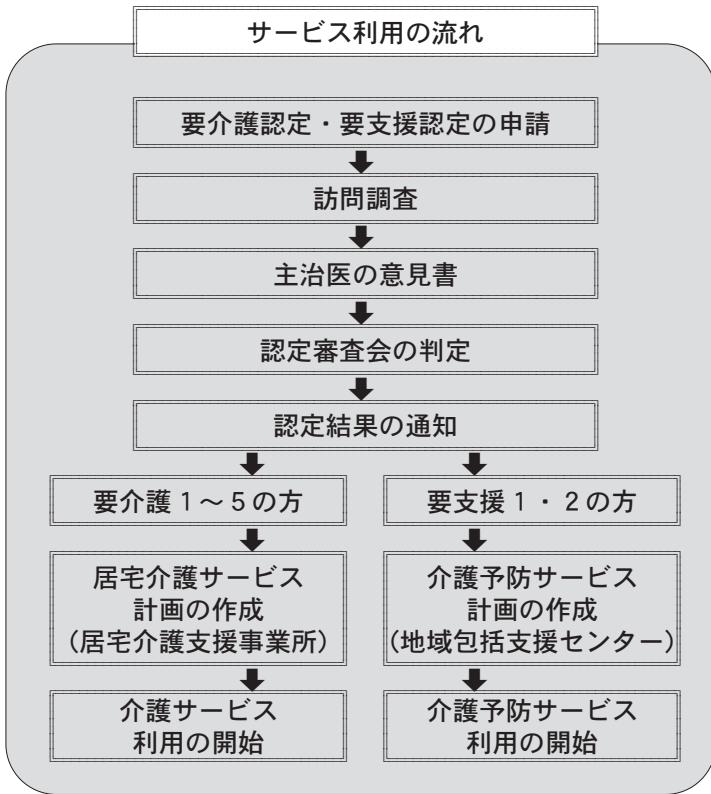 サービス利用の流れ
要介護認定・要支援認定の申請
訪問調査
主治医の意見書
認定審査会の判定
認定結果の通知
要介護１～５の方
居宅介護サービス
計画の作成
(居宅介護支援事業所)
介護サービス
利用の開始
要支援１・２の方
介護予防サービス
計画の作成
(地域包括支援センター)
介護予防サービス
利用の開始